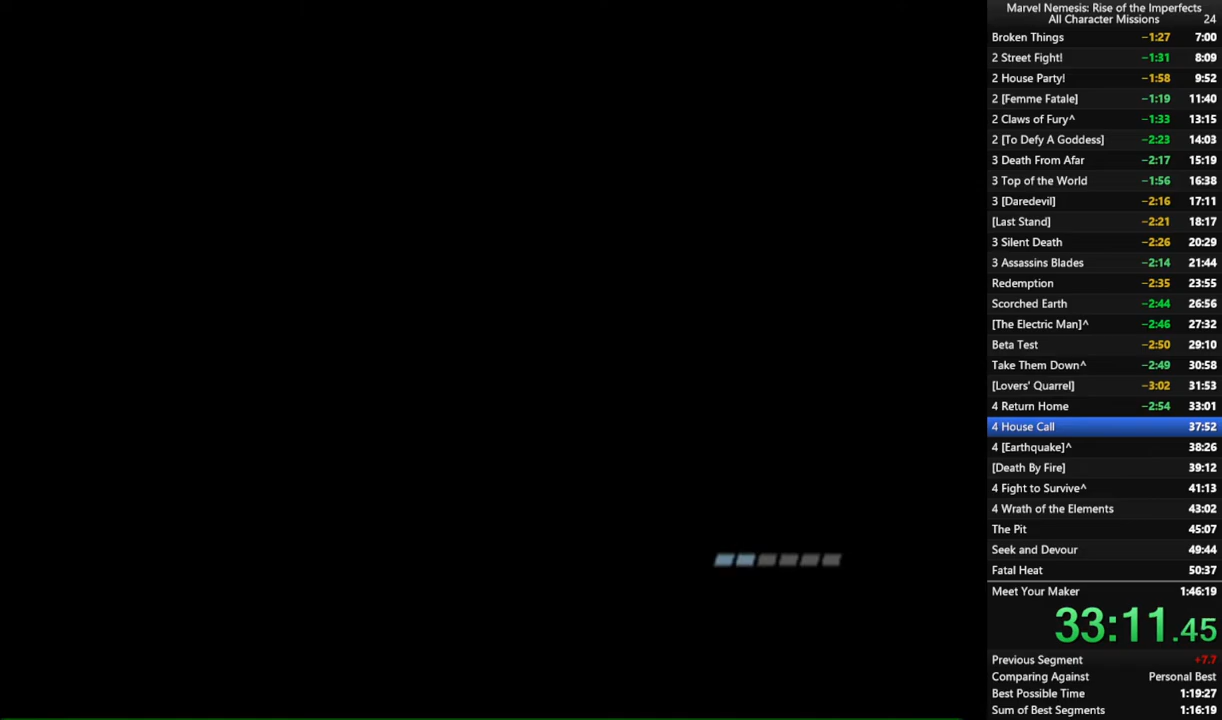 Marvel Nemesis: Rise of the Imperfects
All Character Missions 24
Broken Things −1:27 7:00
2 Street Fight! −1:31 8:09
2 House Party! −1:58 9:52
2 [Femme Fatale] −1:19 11:40
2 Claws of Fury^ −1:33 13:15
2 [To Defy A Goddess] −2:23 14:03
3 Death From Afar −2:17 15:19
3 Top of the World −1:56 16:38
3 [Daredevil] −2:16 17:11
[Last Stand] −2:21 18:17
3 Silent Death −2:26 20:29
3 Assassins Blades −2:14 21:44
Redemption −2:35 23:55
Scorched Earth −2:44 26:56
[The Electric Man]^ −2:46 27:32
Beta Test −2:50 29:10
Take Them Down^ −2:49 30:58
[Lovers' Quarrel] −3:02 31:53
4 Return Home −2:54 33:01
4 House Call 37:52
4 [Earthquake]^ 38:26
[Death By Fire] 39:12
4 Fight to Survive^ 41:13
4 Wrath of the Elements 43:02
The Pit 45:07
Seek and Devour 49:44
Fatal Heat 50:37
Meet Your Maker 1:46:19
33:11.45
Previous Segment +7.7
Comparing Against Personal Best
Best Possible Time 1:19:27
Sum of Best Segments 1:16:19